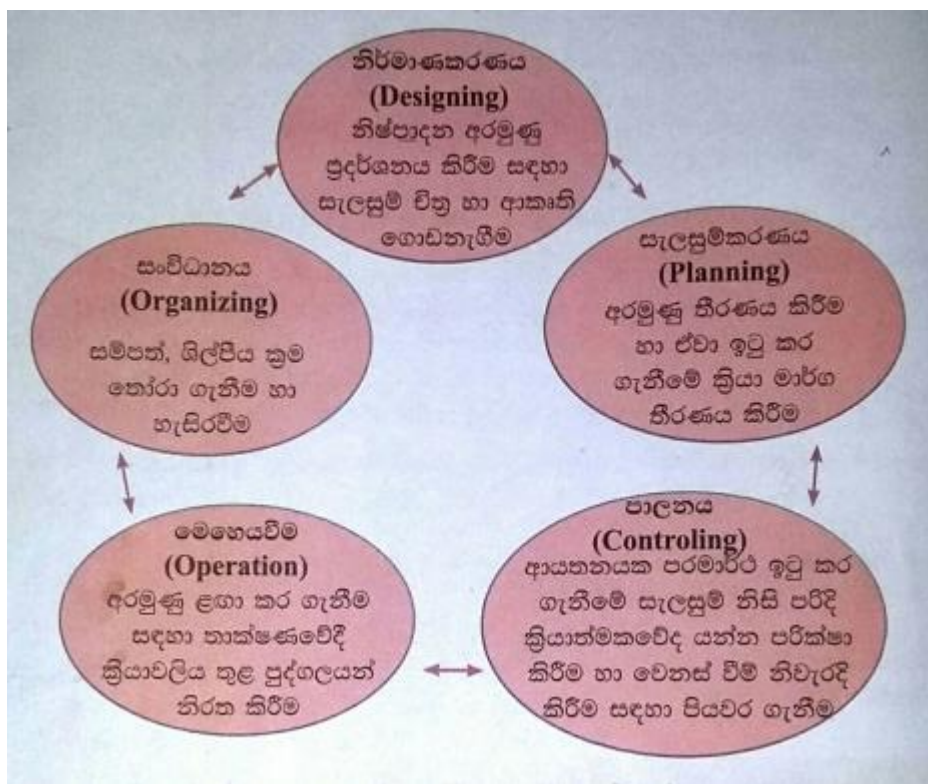 නිර්මාණකරණය
(Designing)
නිෂ්පාදන අරමුණු
ප්‍රදර්ශනය කිරීම සඳහා
සැලසුම් චිත්‍ර හා ආකෘති
ගොඩනැගීම
සැලසුම්කරණය
(Planning)
අරමුණු තීරණය කිරීම
හා ඒවා ඉටු කර
ගැනීමේ ක්‍රියා මාර්ග
තීරණය කිරීම
පාලනය
(Controling)
ආයතනයක පරමාර්ථ ඉටු කර
ගැනීමේ සැලසුම් නිසි පරිදි
ක්‍රියාත්මකවේද යන්න පරික්ෂා
කිරීම හා වෙනස් වීම් නිවැරදි
කිරීම සඳහා පියවර ගැනීම
මෙහෙයවීම
(Operation)
අරමුණු ළඟා කර ගැනීම
සඳහා තාක්ෂණවේදී
ක්‍රියාවලිය තුළ පුද්ගලයන්
නිරත කිරීම
සංවිධානය
(Organizing)
සම්පත්, ශිල්පීය ක්‍රම
තෝරා ගැනීම හා
හැසිරවීම